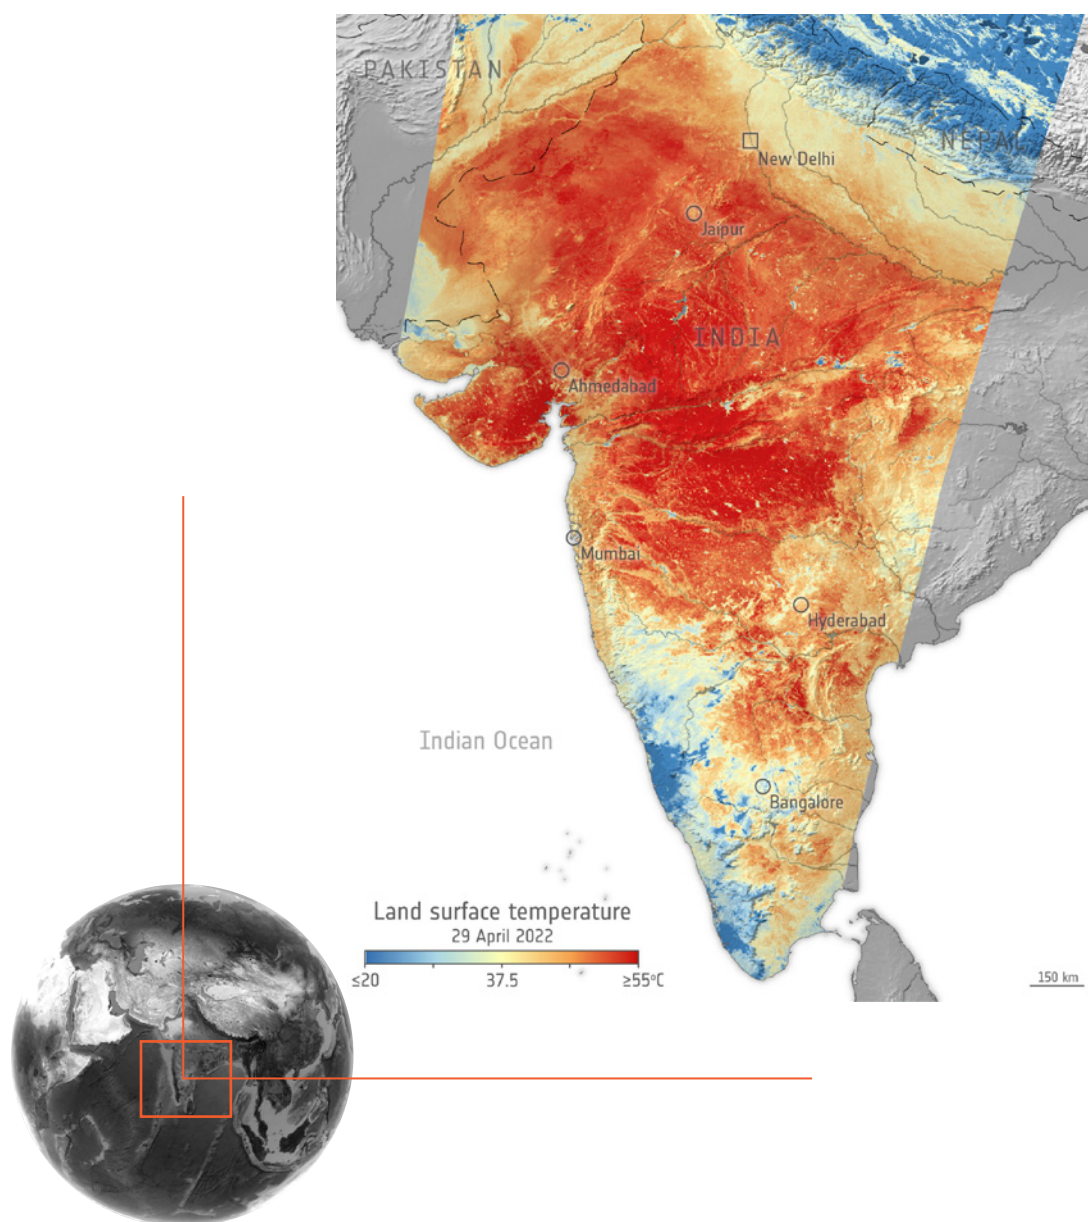 PAKISTAN
NEPAL
New Delhi
Jaipur
INDIA
Ahmedabad
Mumbai
Hyderabad
Indian Ocean
Bangalore
Land surface temperature
29 April 2022
≤20 37.5 ≥55°C
150 km